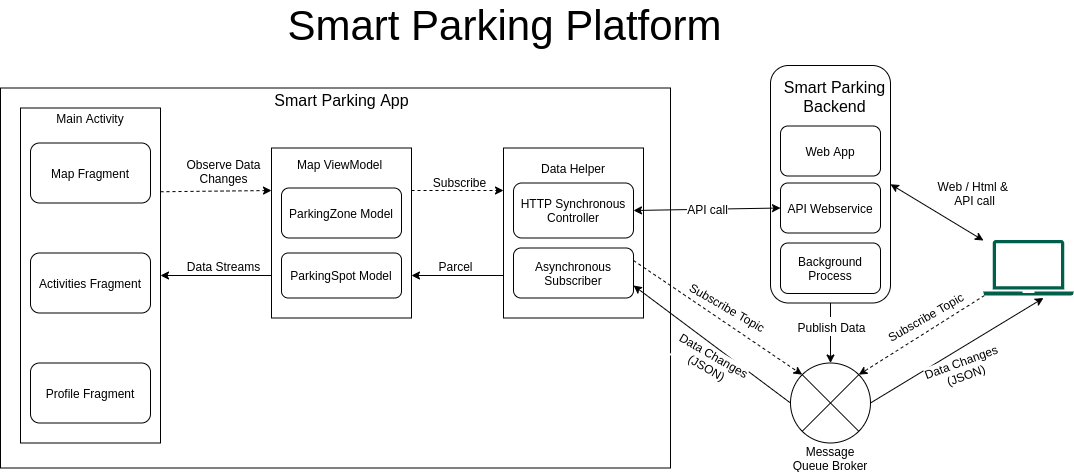 Smart Parking Platform
Smart Parking App
Main Activity
Map Fragment
Activities Fragment
Profile Fragment
Observe Data
Changes
Data Streams
Map ViewModel
ParkingZone Model
ParkingSpot Model
Subscribe
Parcel
Data Helper
HTTP Synchronous
Controller
Asynchronous
Subscriber
API call
Smart Parking
Backend
Web App
API Webservice
Background
Process
Publish Data
Web / Html &
API call
Subscribe Topic
Data Changes
(JSON)
Subscribe Topic
Data Changes
(JSON)
Message
Queue Broker